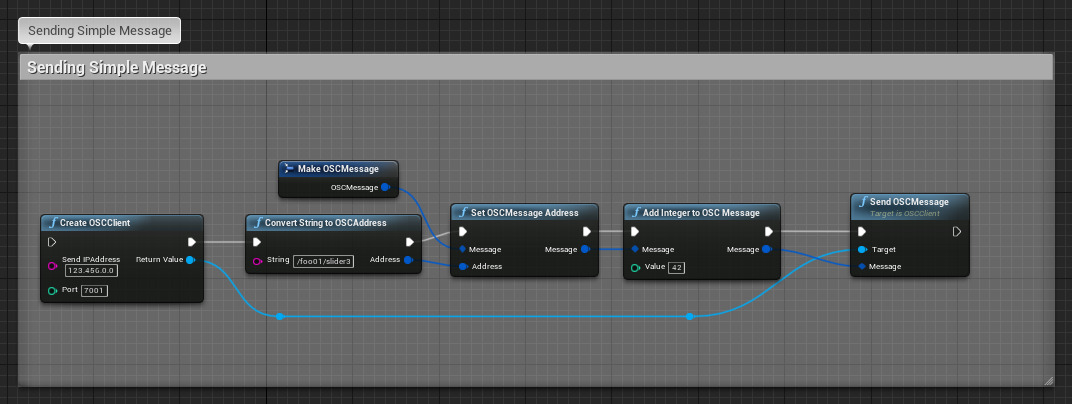 Sending Simple Message
Sending Simple Message
Make OSCMessage
OSCMessage
Create OSCClient
Send IPAddress
123.456.0.0
Return Value
Port 7001
Convert String to OSCAddress
String /foo01/slider3
Address
Set OSCMessage Address
Message Message
Address
Add Integer to OSC Message
Message Message
Value 42
Send OSCMessage
Target is OSCClient
Target
Message